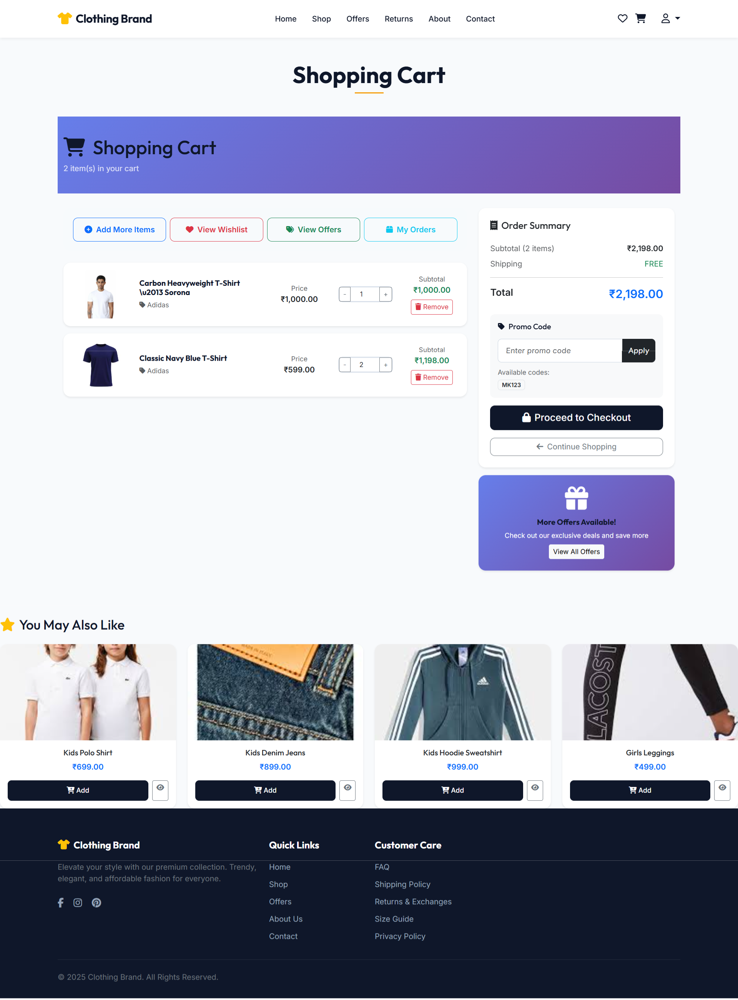 Clothing Brand
Home Shop Offers Returns About Contact
Shopping Cart
Shopping Cart
2 item(s) in your cart
Add More Items View Wishlist View Offers My Orders
Carbon Heavyweight T-Shirt
\u2013 Sorona
Adidas
Price
₹1,000.00
- 1 +
Subtotal
₹1,000.00
Remove
Classic Navy Blue T-Shirt
Adidas
Price
₹599.00
- 2 +
Subtotal
₹1,198.00
Remove
Order Summary
Subtotal (2 items) ₹2,198.00
Shipping FREE
Total ₹2,198.00
Promo Code
Enter promo code Apply
Available codes:
MK123
Proceed to Checkout
Continue Shopping
More Offers Available!
Check out our exclusive deals and save more
View All Offers
You May Also Like
MADE IN ITALY
adidas
LACOST
Kids Polo Shirt
₹699.00
Add
Kids Denim Jeans
₹899.00
Add
Kids Hoodie Sweatshirt
₹999.00
Add
Girls Leggings
₹499.00
Add
Clothing Brand
Elevate your style with our premium collection. Trendy,
elegant, and affordable fashion for everyone.
Quick Links
Home
Shop
Offers
About Us
Contact
Customer Care
FAQ
Shipping Policy
Returns & Exchanges
Size Guide
Privacy Policy
© 2025 Clothing Brand. All Rights Reserved.